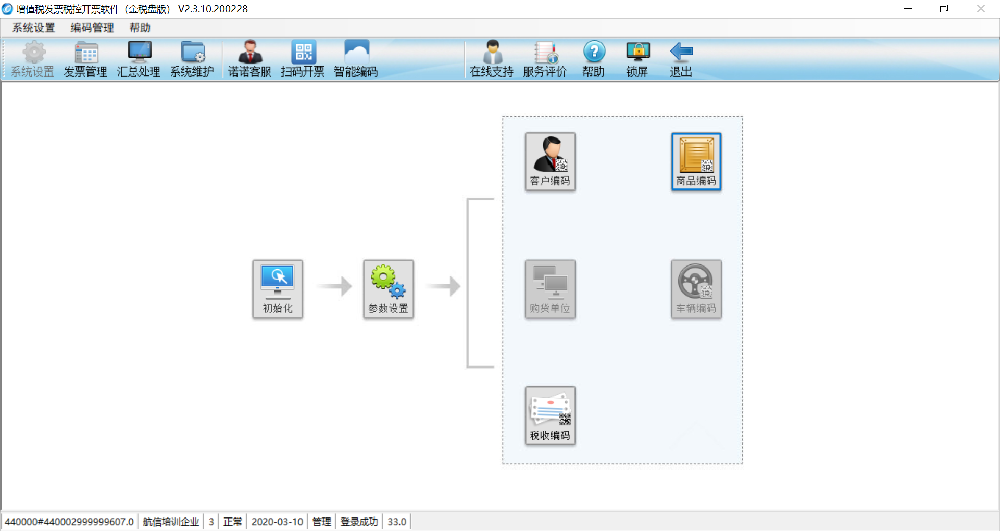 增值税发票税控开票软件（金税盘版） V2.3.10.200228
系统设置 编码管理 帮助
系统设置 发票管理 汇总处理 系统维护 诺诺客服 扫码开票 智能编码 在线支持 服务评价 帮助 锁屏 退出
客户编码 商品编码
初始化 参数设置 购货单位 车辆编码
税收编码
440000#440002999999607.0 航信培训企业 3 正常 2020-03-10 管理 登录成功 33.0